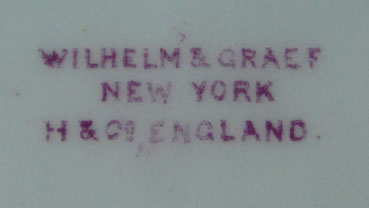 WILHELM & GRAEF
NEW YORK
H & Co ENGLAND.